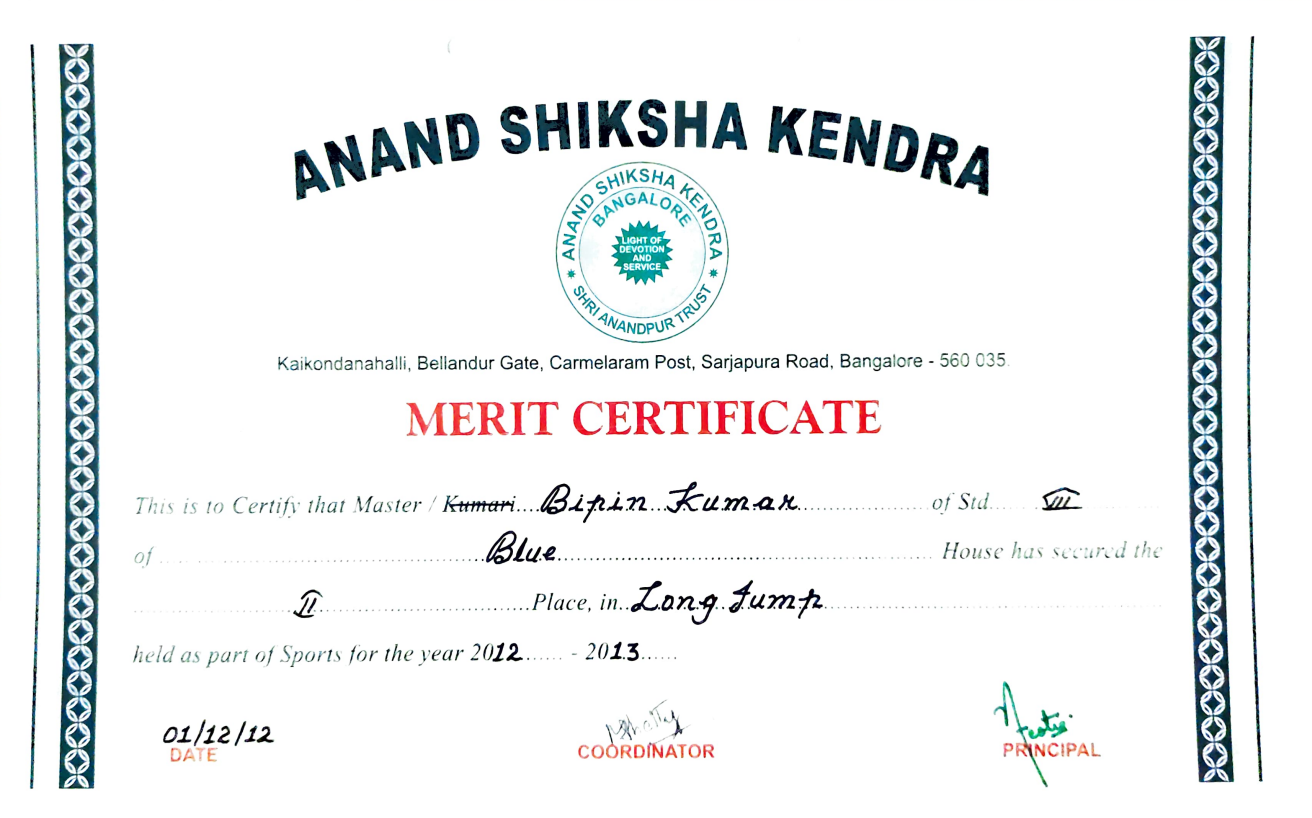 ANAND SHIKSHA KENDRA
ANAND SHIKSHA KENDRA
BANGALORE
LIGHT OF
DEVOTION
AND
SERVICE
* SHRI ANANDPUR TRUST *
Kaikondanahalli, Bellandur Gate, Carmelaram Post, Sarjapura Road, Bangalore - 560 035.
MERIT CERTIFICATE
This is to Certify that Master / Kumari....Bipin Kumar.................... of Std..... VIII
of ...........................Blue........................................ House has secured the
..................II..........................Place, in..Long Jump........................
held as part of Sports for the year 2012...... - 2013......
01/12/12
DATE
COORDINATOR
PRINCIPAL